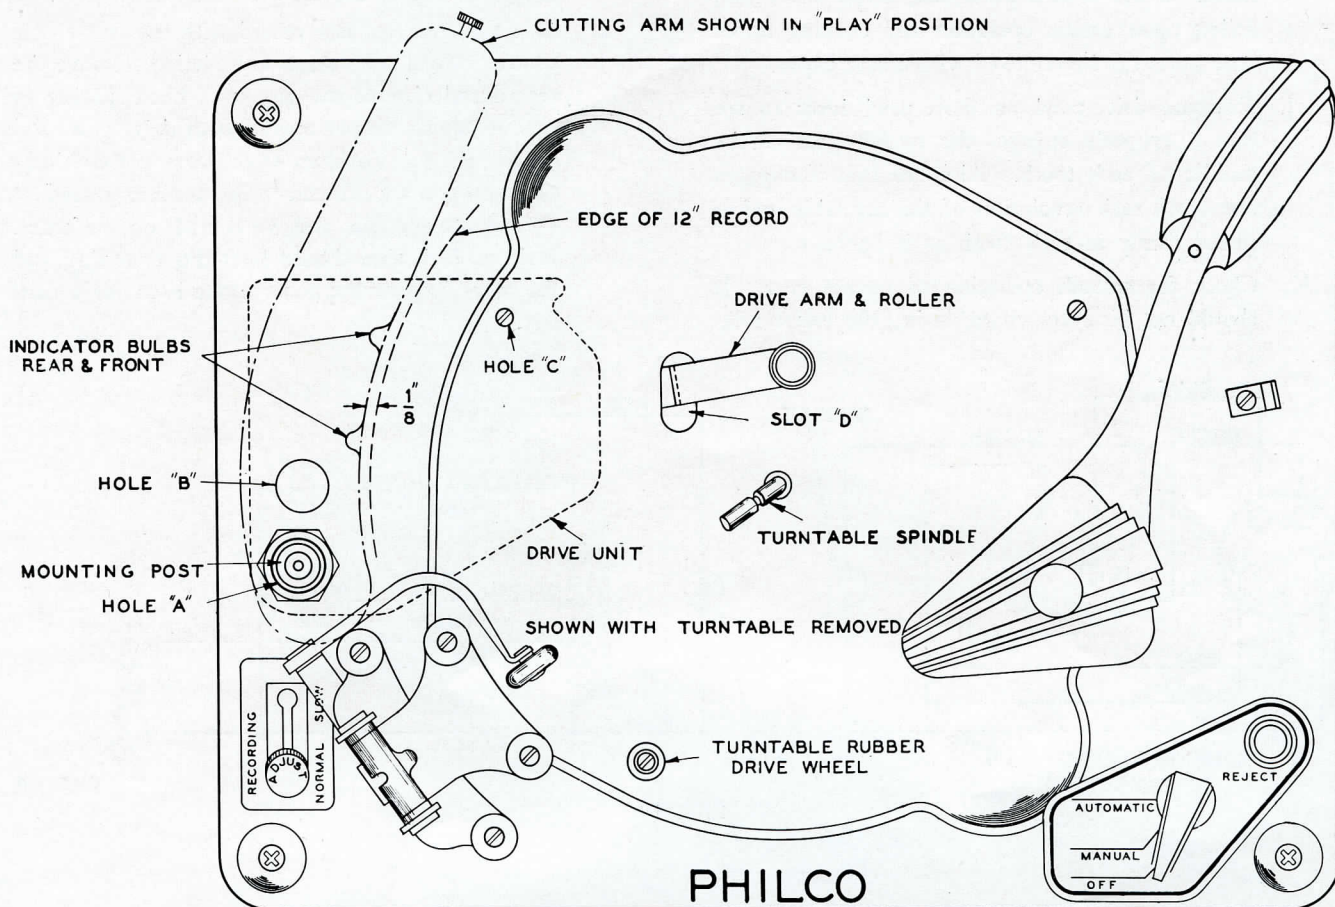 CUTTING ARM SHOWN IN "PLAY" POSITION
EDGE OF 12" RECORD
DRIVE ARM & ROLLER
INDICATOR BULBS
REAR & FRONT
HOLE "C"
1"
8
SLOT "D"
HOLE "B"
TURNTABLE SPINDLE
DRIVE UNIT
MOUNTING POST
HOLE "A"
SHOWN WITH TURNTABLE REMOVED
RECORDING
ADJUST
NORMAL SLOW
TURNTABLE RUBBER
DRIVE WHEEL
REJECT
AUTOMATIC
MANUAL
OFF
PHILCO